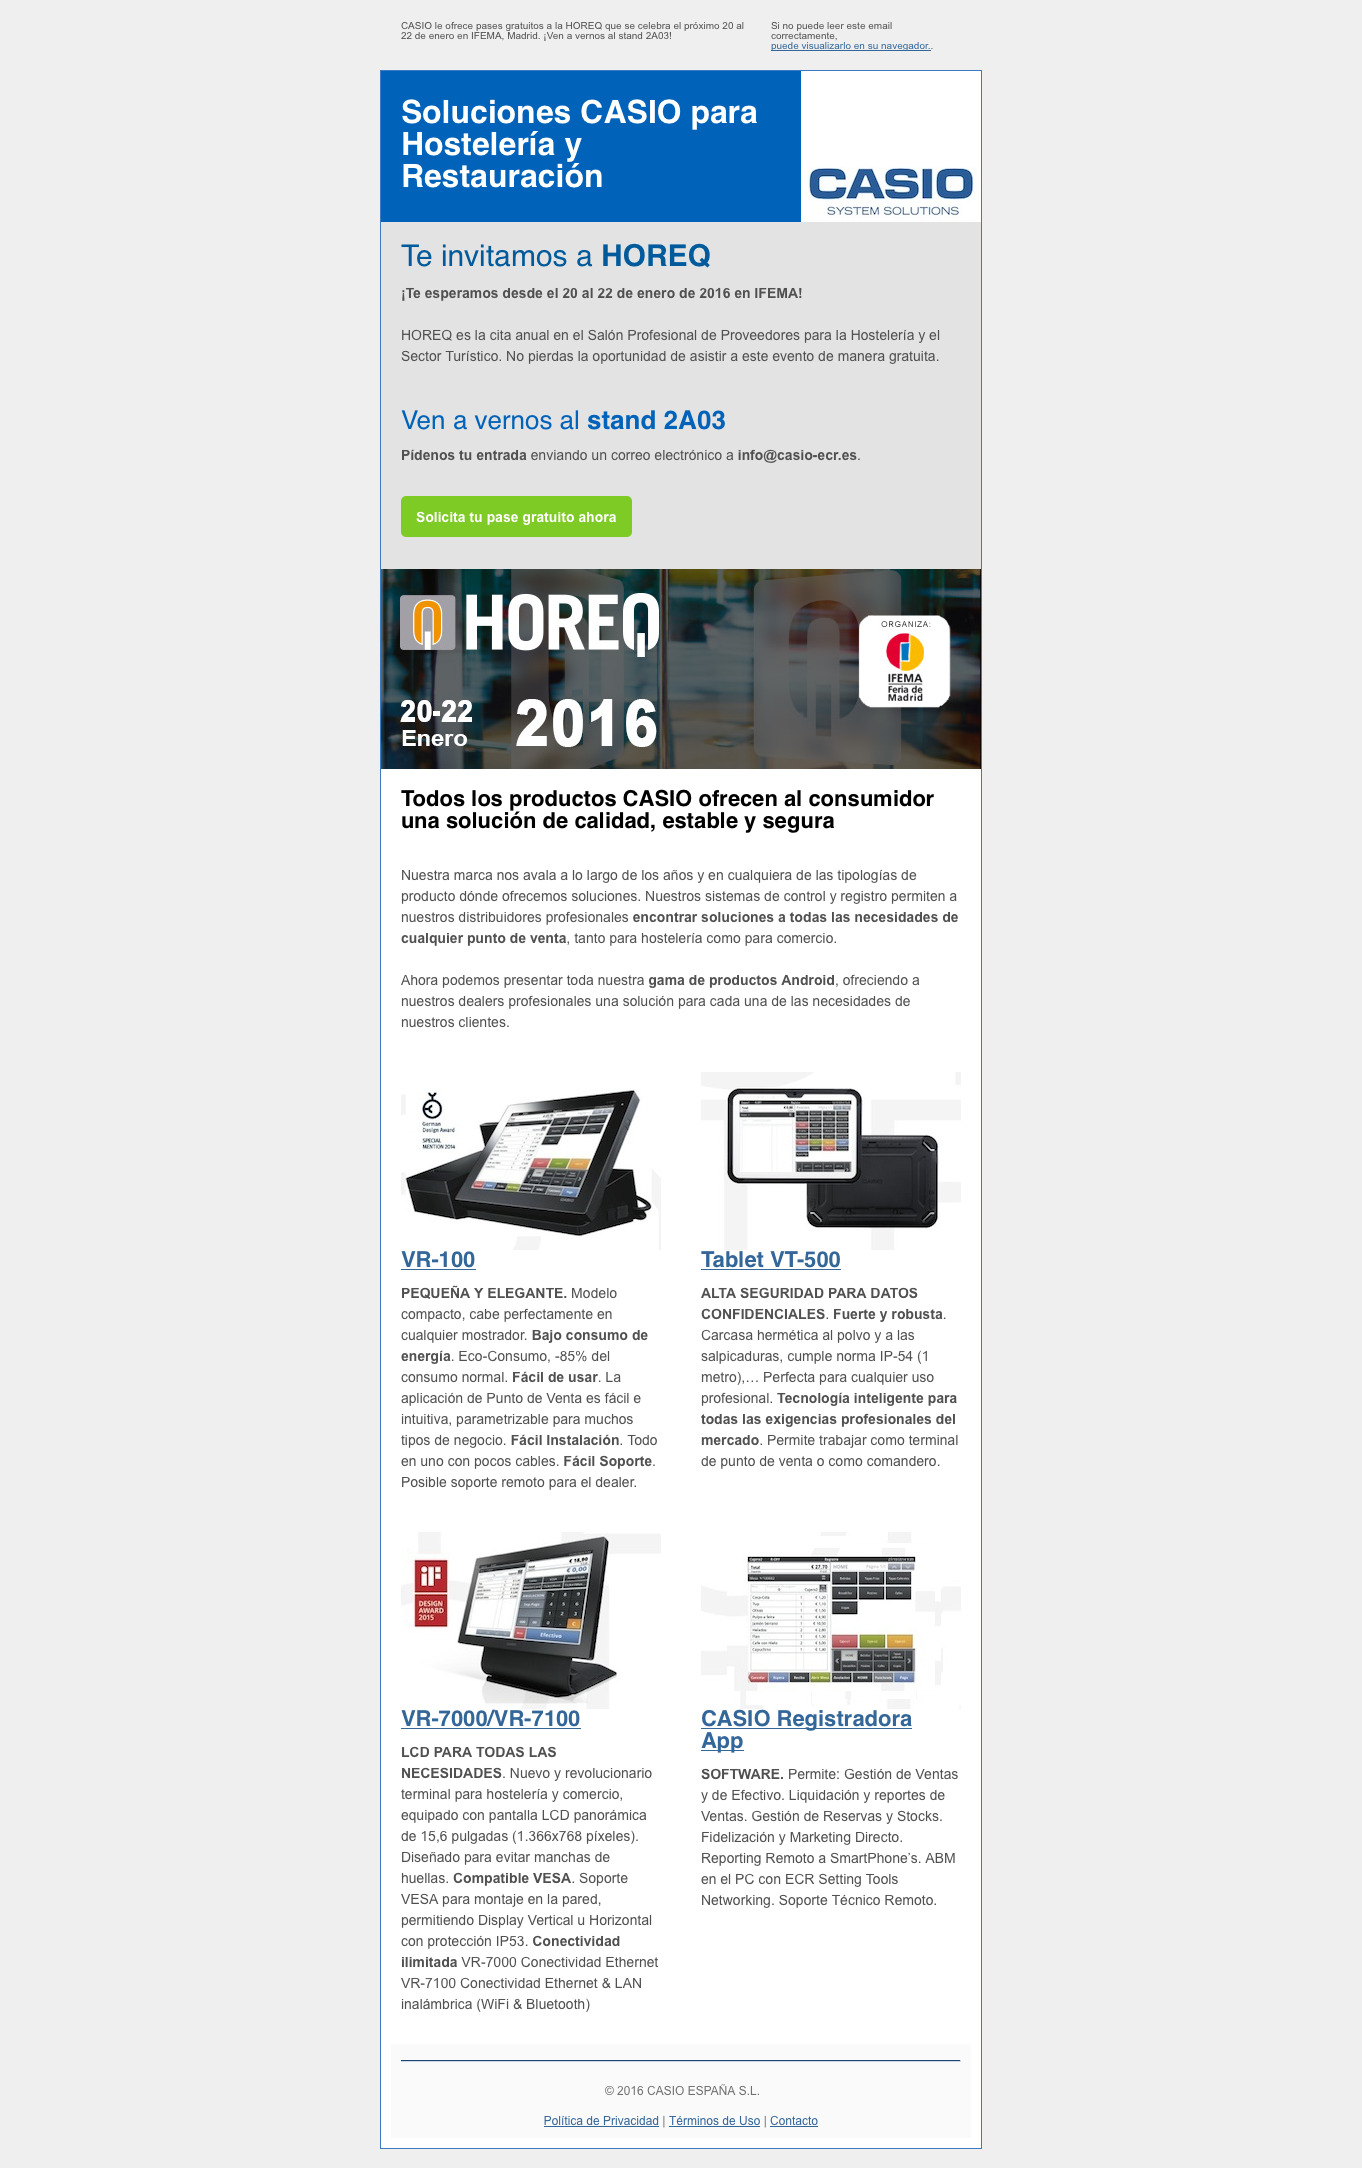 CASIO le ofrece pases gratuitos a la HOREQ que se celebra el próximo 20 al
22 de enero en IFEMA, Madrid. ¡Ven a vernos al stand 2A03!
Si no puede leer este email
correctamente,
puede visualizarlo en su navegador..
Soluciones CASIO para
Hostelería y
Restauración
CASIO
SYSTEM SOLUTIONS
Te invitamos a HOREQ
¡Te esperamos desde el 20 al 22 de enero de 2016 en IFEMA!
HOREQ es la cita anual en el Salón Profesional de Proveedores para la Hostelería y el
Sector Turístico. No pierdas la oportunidad de asistir a este evento de manera gratuita.
Ven a vernos al stand 2A03
Pídenos tu entrada enviando un correo electrónico a info@casio-ecr.es.
Solicita tu pase gratuito ahora
HOREQ
20-22
Enero
2016
ORGANIZA:
IFEMA
Feria de
Madrid
Todos los productos CASIO ofrecen al consumidor
una solución de calidad, estable y segura
Nuestra marca nos avala a lo largo de los años y en cualquiera de las tipologías de
producto dónde ofrecemos soluciones. Nuestros sistemas de control y registro permiten a
nuestros distribuidores profesionales encontrar soluciones a todas las necesidades de
cualquier punto de venta, tanto para hostelería como para comercio.
Ahora podemos presentar toda nuestra gama de productos Android, ofreciendo a
nuestros dealers profesionales una solución para cada una de las necesidades de
nuestros clientes.
German
Design Award
SPECIAL
MENTION 2014
VR-100
PEQUEÑA Y ELEGANTE. Modelo
compacto, cabe perfectamente en
cualquier mostrador. Bajo consumo de
energía. Eco-Consumo, -85% del
consumo normal. Fácil de usar. La
aplicación de Punto de Venta es fácil e
intuitiva, parametrizable para muchos
tipos de negocio. Fácil Instalación. Todo
en uno con pocos cables. Fácil Soporte.
Posible soporte remoto para el dealer.
Tablet VT-500
ALTA SEGURIDAD PARA DATOS
CONFIDENCIALES. Fuerte y robusta.
Carcasa hermética al polvo y a las
salpicaduras, cumple norma IP-54 (1
metro),… Perfecta para cualquier uso
profesional. Tecnología inteligente para
todas las exigencias profesionales del
mercado. Permite trabajar como terminal
de punto de venta o como comandero.
iF
DESIGN
AWARD
2015
€ 18,90
€ 0,00
Efectivo
VR-7000/VR-7100
LCD PARA TODAS LAS
NECESIDADES. Nuevo y revolucionario
terminal para hostelería y comercio,
equipado con pantalla LCD panorámica
de 15,6 pulgadas (1.366x768 píxeles).
Diseñado para evitar manchas de
huellas. Compatible VESA. Soporte
VESA para montaje en la pared,
permitiendo Display Vertical u Horizontal
con protección IP53. Conectividad
ilimitada VR-7000 Conectividad Ethernet
VR-7100 Conectividad Ethernet & LAN
inalámbrica (WiFi & Bluetooth)
Total € 27,70 HOME
CASIO Registradora
App
SOFTWARE. Permite: Gestión de Ventas
y de Efectivo. Liquidación y reportes de
Ventas. Gestión de Reservas y Stocks.
Fidelización y Marketing Directo.
Reporting Remoto a SmartPhone's. ABM
en el PC con ECR Setting Tools
Networking. Soporte Técnico Remoto.
© 2016 CASIO ESPAÑA S.L.
Política de Privacidad | Términos de Uso | Contacto